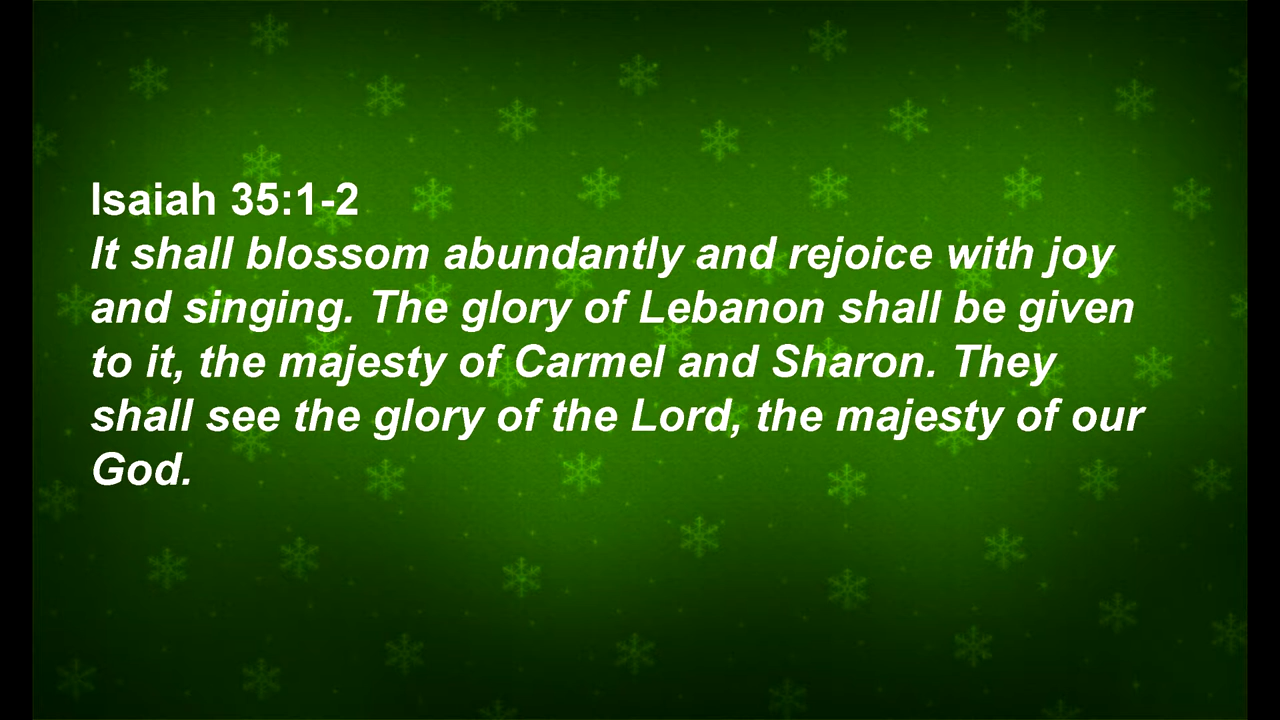 Isaiah 35:1-2
It shall blossom abundantly and rejoice with joy
and singing. The glory of Lebanon shall be given
to it, the majesty of Carmel and Sharon. They
shall see the glory of the Lord, the majesty of our
God.